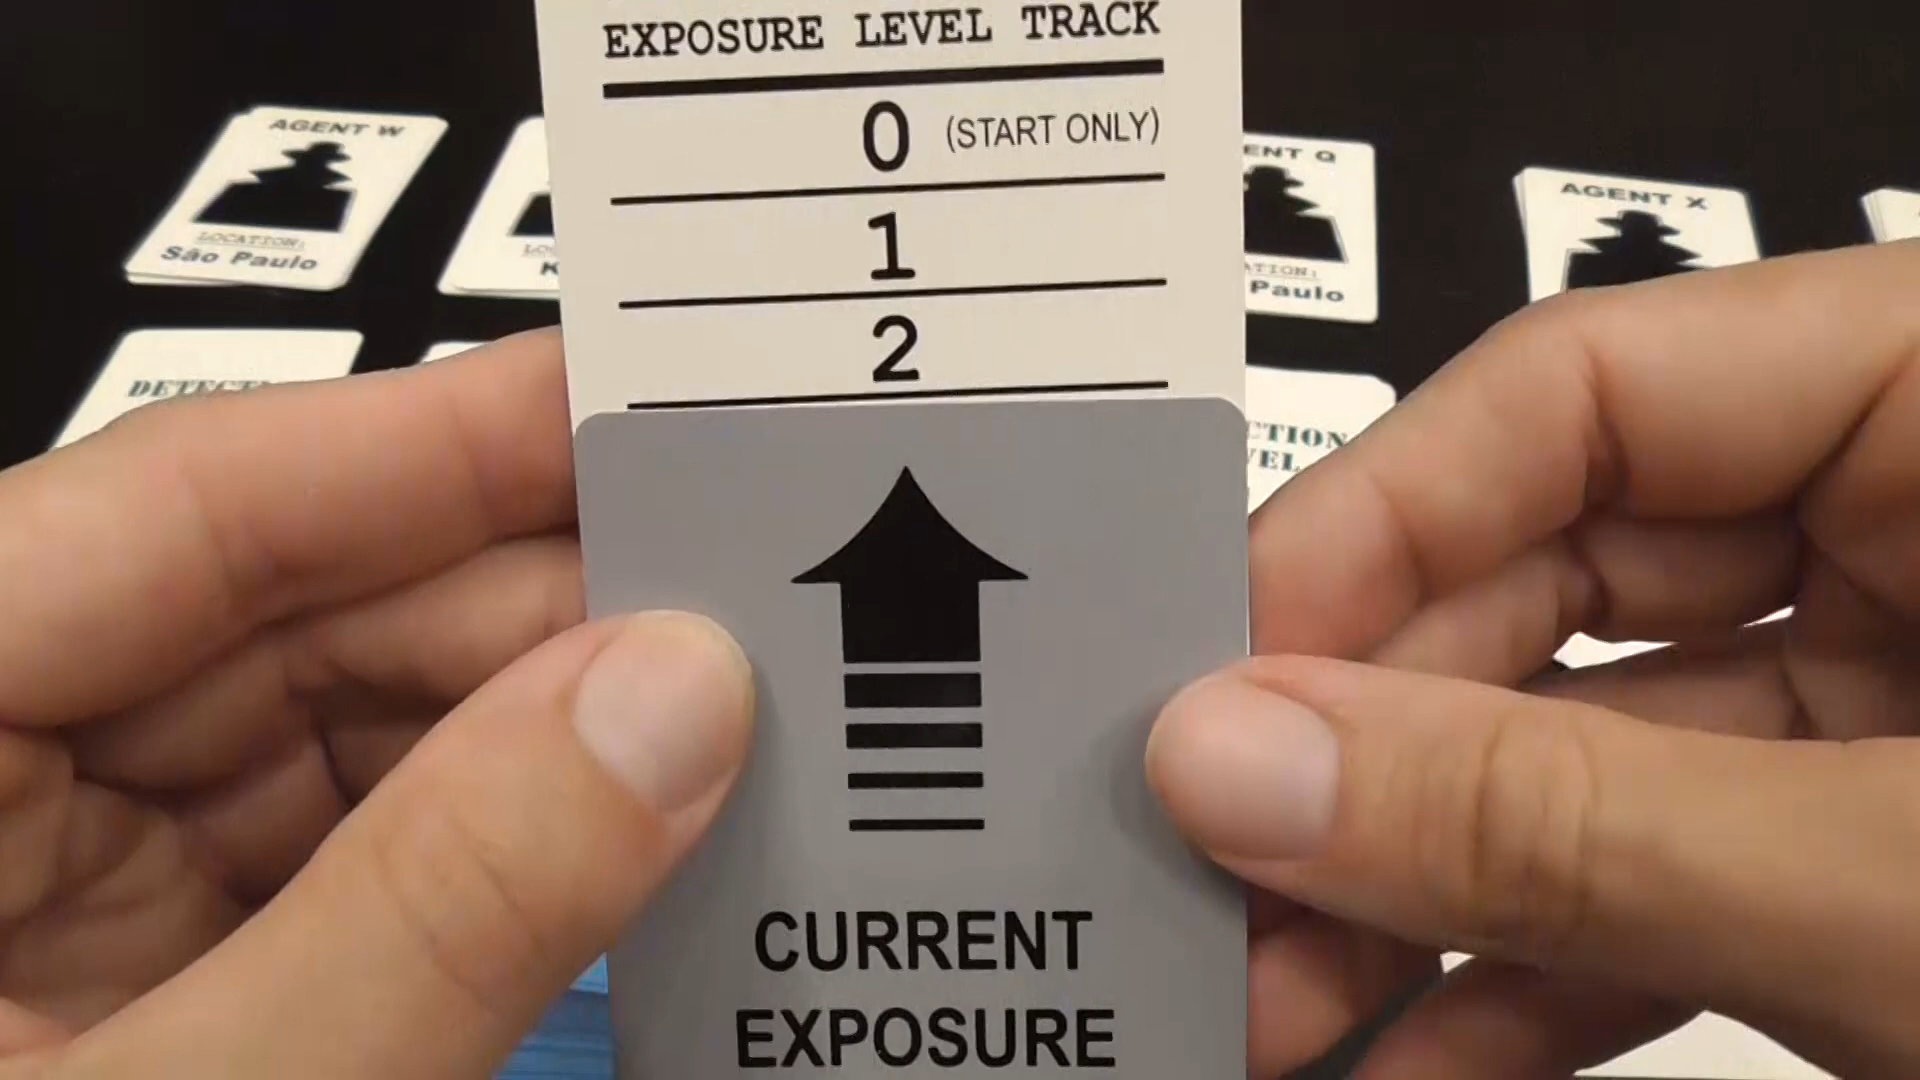 EXPOSURE LEVEL TRACK
0 (START ONLY)
1
2
CURRENT
EXPOSURE
AGENT W
LOCATION:
São Paulo
Q
Paulo
AGENT X